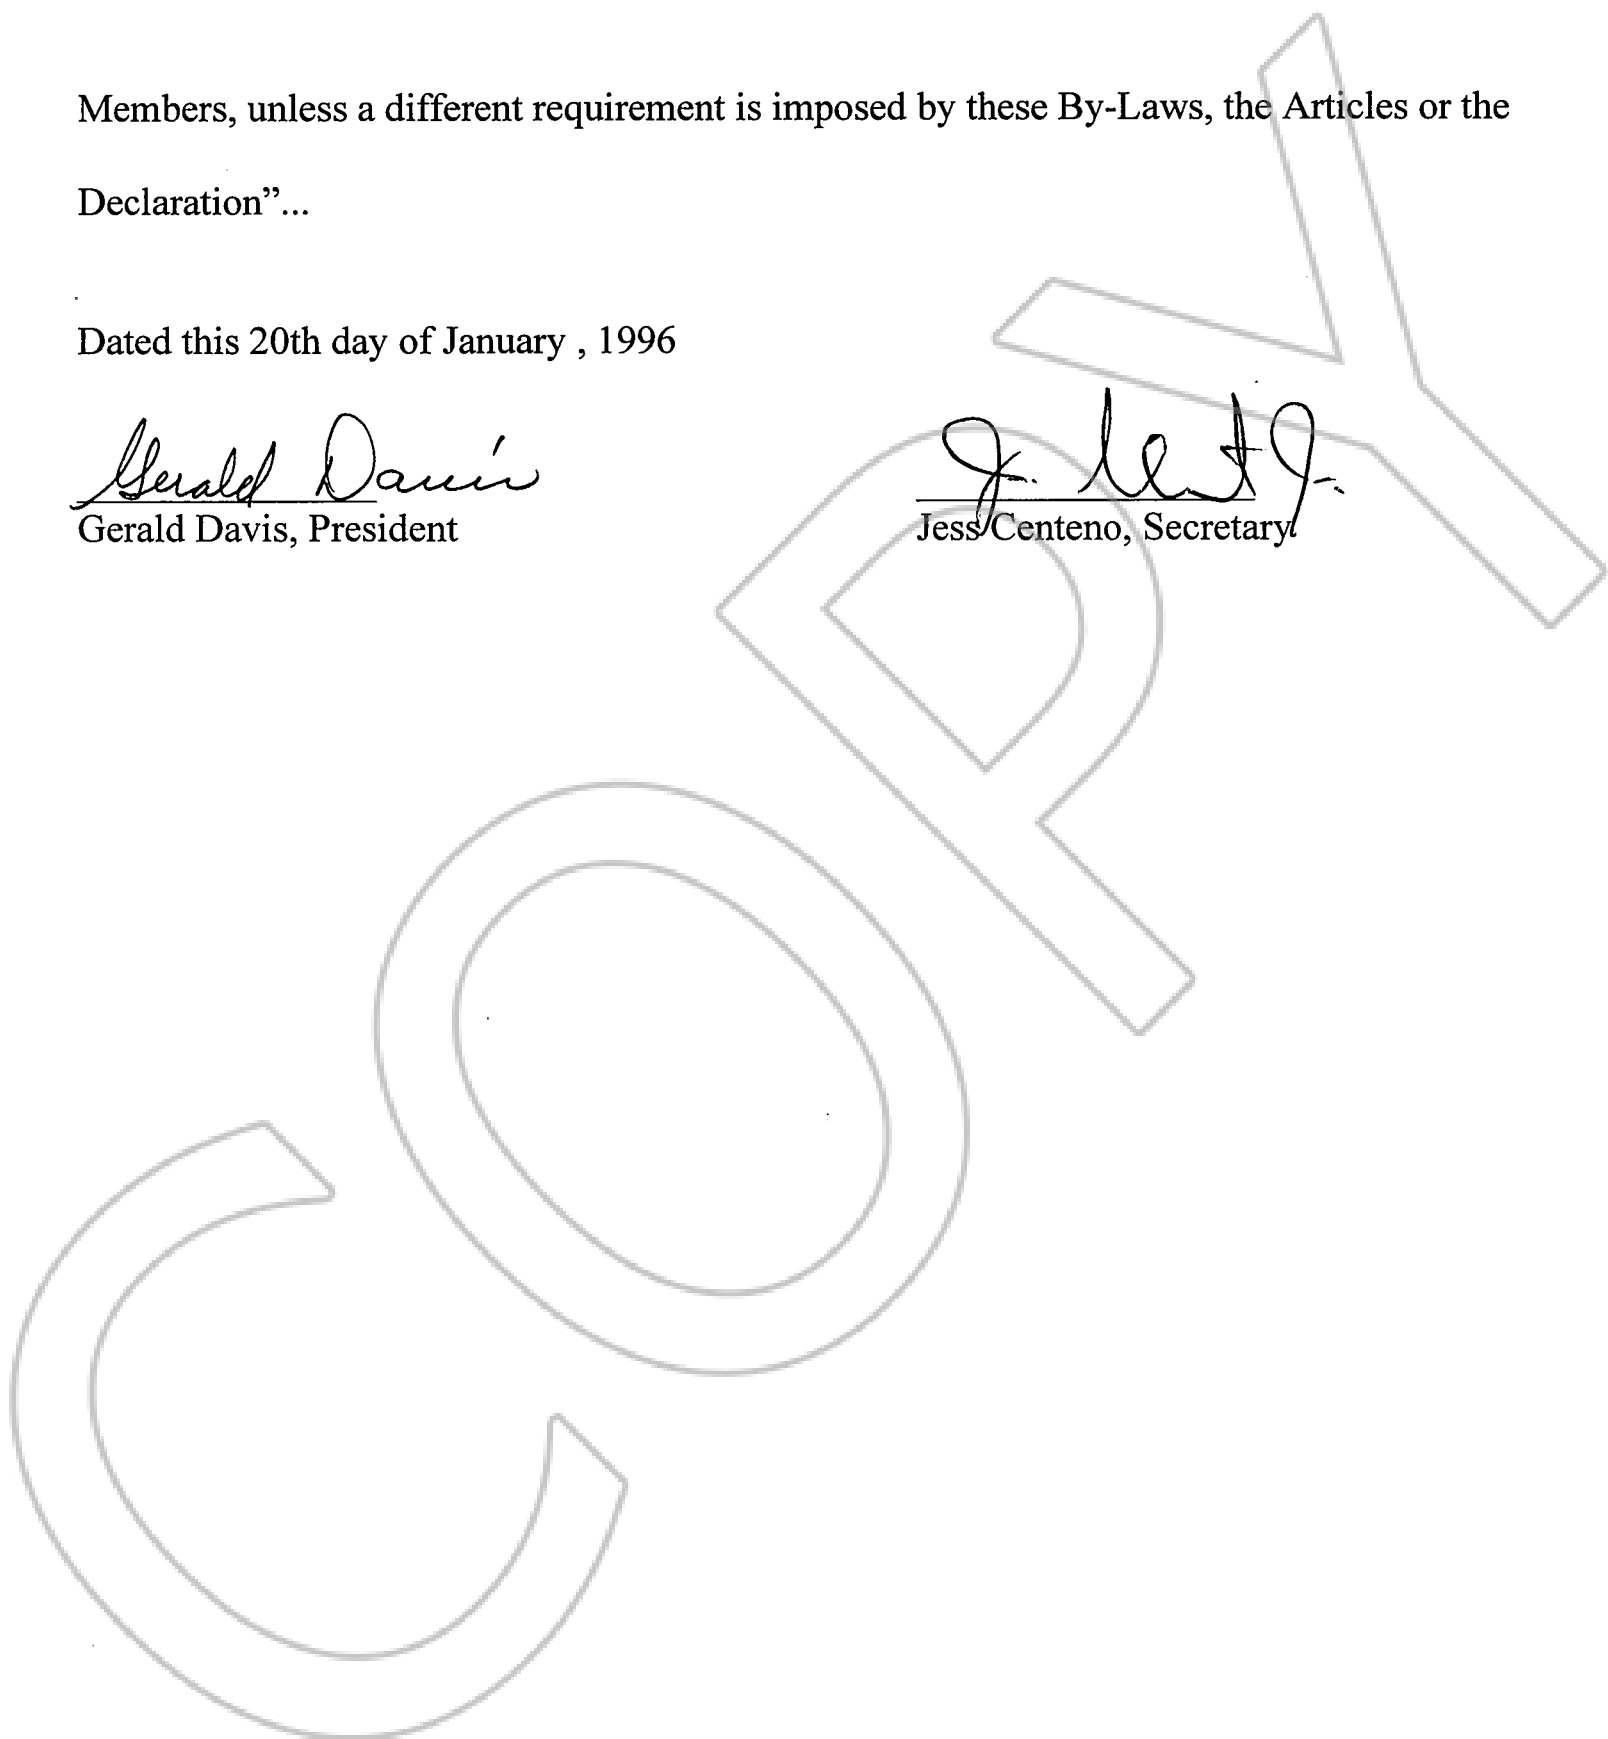 Members, unless a different requirement is imposed by these By-Laws, the Articles or the
Declaration”...
Dated this 20th day of January , 1996
Gerald Davis
Gerald Davis, President
Jess Centeno, Secretary
COPY